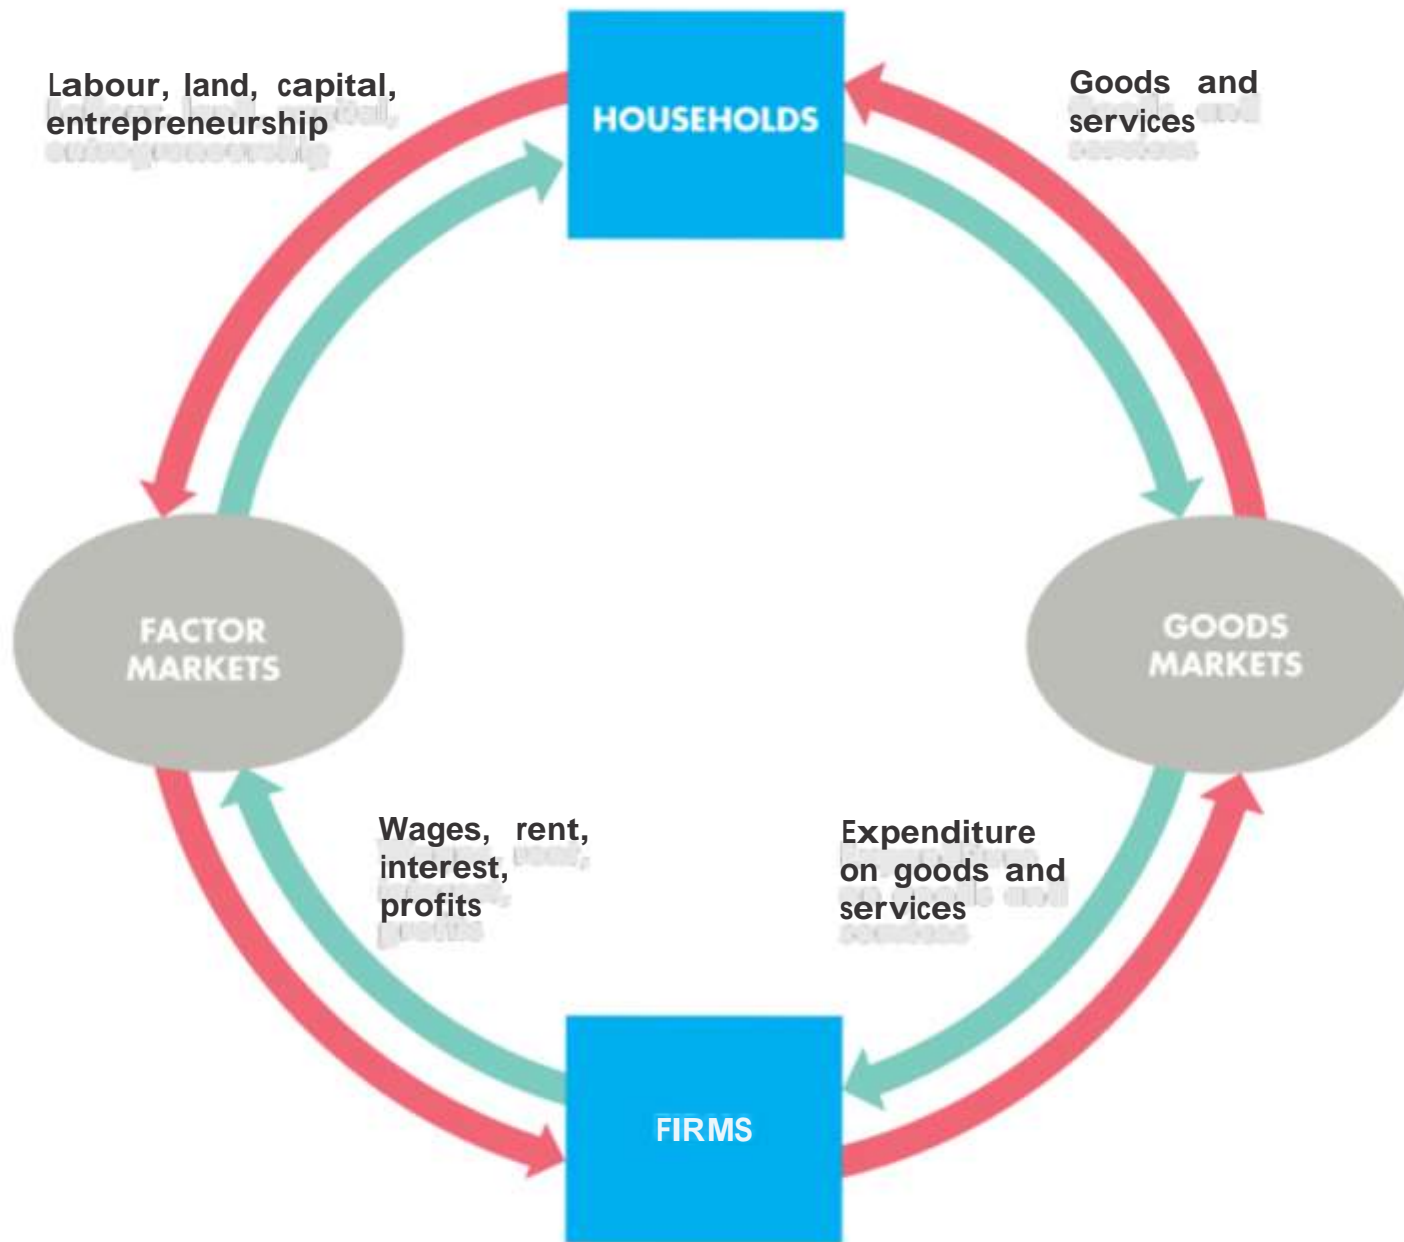 Labour, land, capital,
entrepreneurship
HOUSEHOLDS
Goods and
services
FACTOR
MARKETS
GOODS
MARKETS
Wages, rent,
interest,
profits
Expenditure
on goods and
services
FIRMS